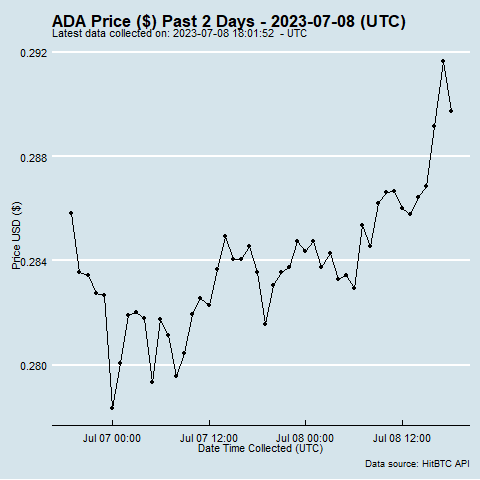 ADA Price ($) Past 2 Days - 2023-07-08 (UTC)
Latest data collected on: 2023-07-08 18:01:52 - UTC
0.292
0.288
0.284
0.280
Price USD ($)
Jul 07 00:00 Jul 07 12:00 Jul 08 00:00 Jul 08 12:00
Date Time Collected (UTC)
Data source: HitBTC API